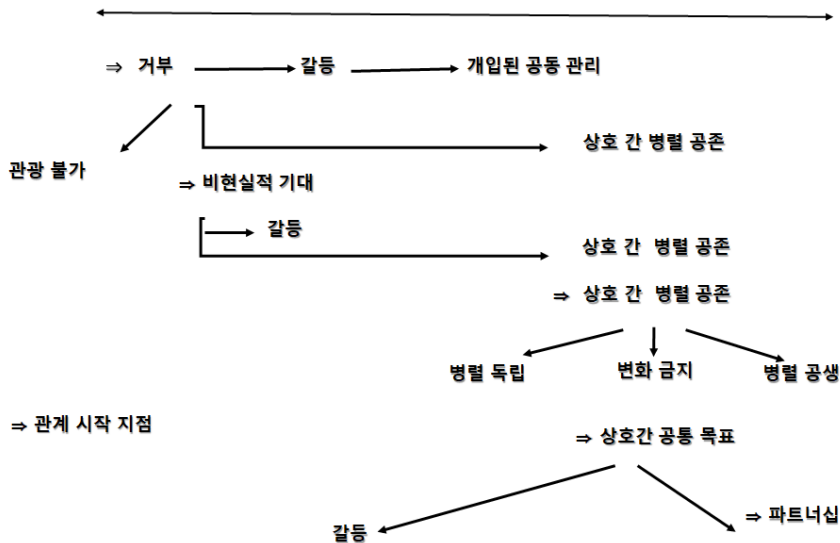 ⇒ 거부 갈등 개입된 공동 관리
상호 간 병렬 공존
관광 불가
⇒ 비현실적 기대
갈등
상호 간 병렬 공존
⇒ 상호 간 병렬 공존
병렬 독립 변화 금지 병렬 공생
⇒ 관계 시작 지점
⇒ 상호간 공통 목표
⇒ 파트너십
갈등